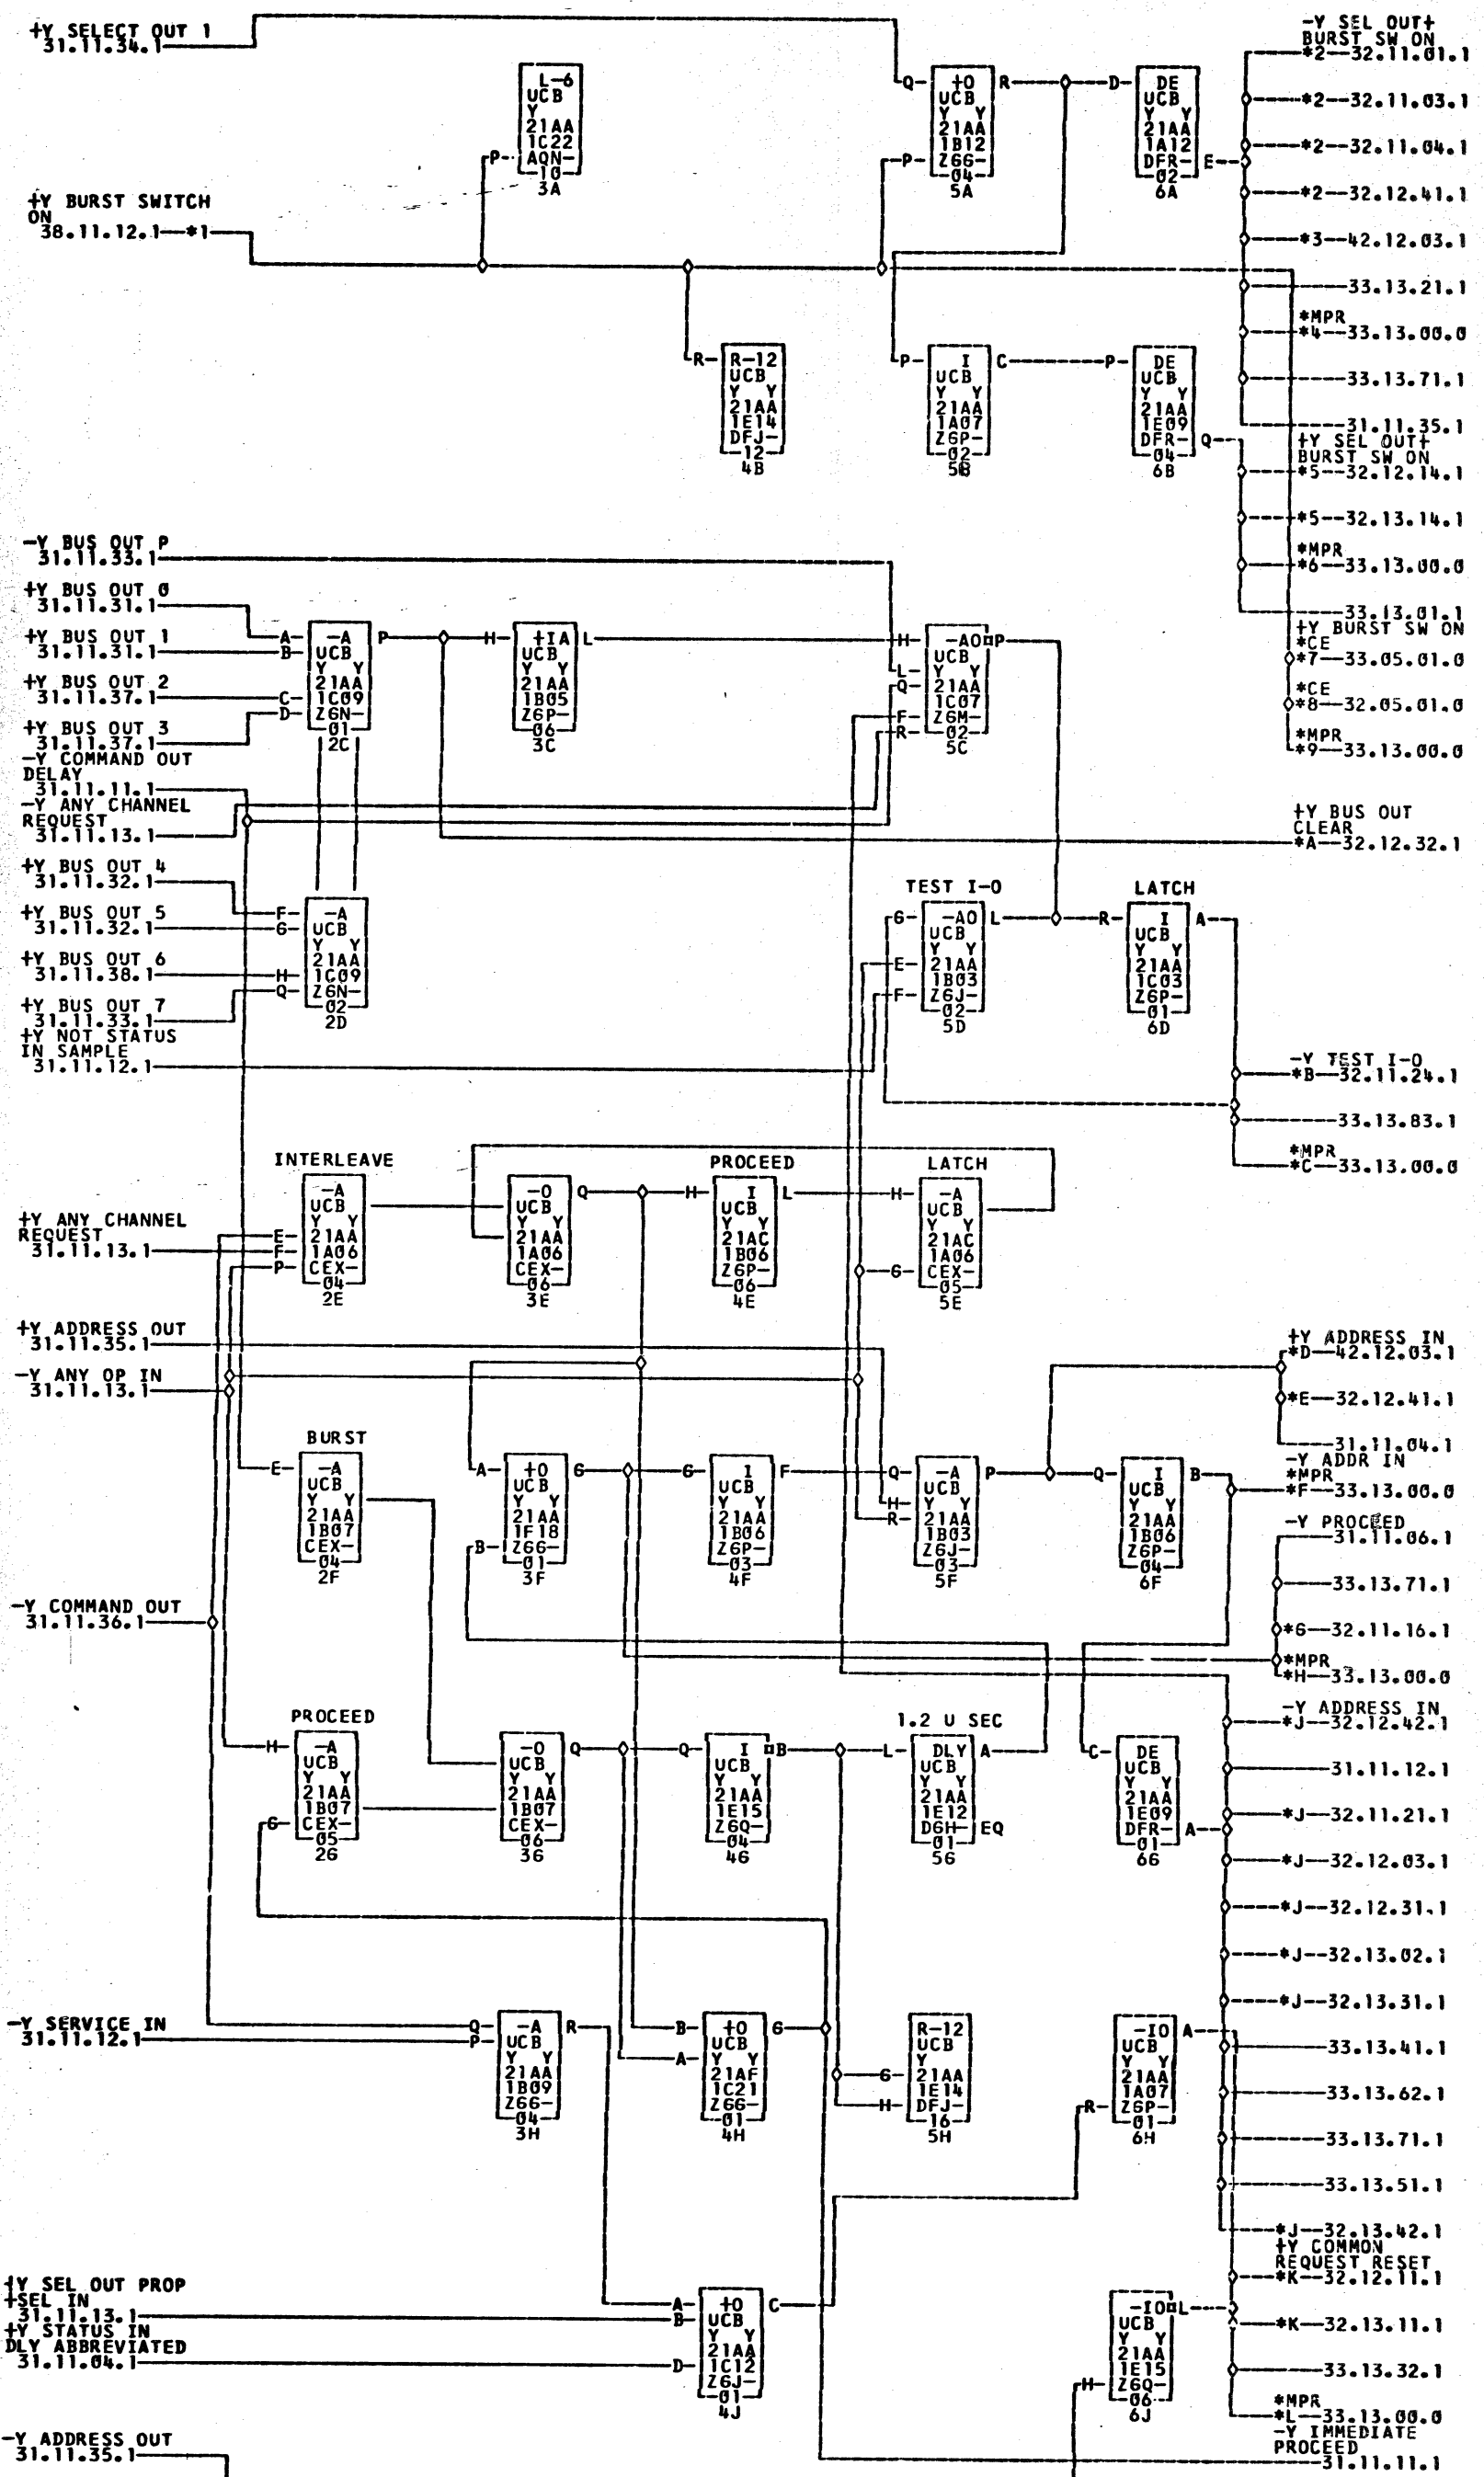 +Y SELECT OUT 1
31.11.34.1
+Y BURST SWITCH
ON
38.11.12.1—*1
L-6
UCB
Y
21AA
1C22
P- AQN-
10
3A
Q- +O R
UCB
Y Y
21AA
1B12
P- Z66-
04
5A
D- DE
UCB
Y Y
21AA
1A12
DFR- E
02
6A
-Y SEL OUT+
BURST SW ON
*2--32.11.01.1
*2--32.11.03.1
*2--32.11.04.1
*2--32.12.41.1
*3--42.12.03.1
33.13.21.1
*MPR
*4--33.13.00.0
33.13.71.1
31.11.35.1
R- R-12
UCB
Y Y
21AA
1E14
DFJ-
12
4B
P- I C
UCB
Y Y
21AA
1A07
Z6P-
02
5B
P- DE
UCB
Y Y
21AA
1E09
DFR- Q
04
6B
+Y SEL OUT+
BURST SW ON
*5--32.12.14.1
*5--32.13.14.1
*MPR
*6--33.13.00.0
33.13.01.1
+Y BURST SW ON
*CE
*7--33.05.01.0
*CE
*8--32.05.01.0
*MPR
*9--33.13.00.0
-Y BUS OUT P
31.11.33.1
+Y BUS OUT 0
31.11.31.1
+Y BUS OUT 1
31.11.31.1
+Y BUS OUT 2
31.11.37.1
+Y BUS OUT 3
31.11.37.1
-Y COMMAND OUT
DELAY
31.11.11.1
-Y ANY CHANNEL
REQUEST
31.11.13.1
A- -A P
B- UCB
Y Y
21AA
C- 1C09
D- Z6N-
01
2C
H- +IA L
UCB
Y Y
21AA
1B05
Z6P-
06
3C
H- -AO P
UCB
L- Y Y
Q- 21AA
1C07
F- Z6M-
R- 02
5C
+Y BUS OUT
CLEAR
*A--32.12.32.1
+Y BUS OUT 4
31.11.32.1
+Y BUS OUT 5
31.11.32.1
+Y BUS OUT 6
31.11.38.1
+Y BUS OUT 7
31.11.33.1
+Y NOT STATUS
IN SAMPLE
31.11.12.1
F- -A
G- UCB
Y Y
21AA
H- 1C09
Q- Z6N-
02
2D
TEST I-O
G- -AO L
UCB
Y Y
E- 21AA
1B03
F- Z6J-
02
5D
LATCH
R- I A
UCB
Y Y
21AA
1C03
Z6P-
01
6D
-Y TEST I-O
*B--32.11.24.1
33.13.83.1
*MPR
*C--33.13.00.0
+Y ANY CHANNEL
REQUEST
31.11.13.1
INTERLEAVE
-A
UCB
Y Y
E- 21AA
F- 1A06
P- CEX-
04
2E
-O Q
UCB
Y Y
21AA
1A06
CEX-
06
3E
PROCEED
H- I L
UCB
Y Y
21AC
1B06
Z6P-
06
4E
LATCH
H- -A
UCB
Y Y
21AC
1A06
G- CEX-
05
5E
+Y ADDRESS OUT
31.11.35.1
-Y ANY OP IN
31.11.13.1
+Y ADDRESS IN
*D--42.12.03.1
*E--32.12.41.1
31.11.04.1
-Y ADDR IN
*MPR
*F--33.13.00.0
BURST
E- -A
UCB
Y Y
21AA
1B07
CEX-
04
2F
A- +O G
UCB
Y Y
21AA
1F18
B- Z66-
01
3F
G- I F
UCB
Y Y
21AA
1B06
Z6P-
03
4F
Q- -A P
UCB
H- Y Y
R- 21AA
1B03
Z6J-
03
5F
Q- I B
UCB
Y Y
21AA
1B06
Z6P-
04
6F
-Y PROCEED
31.11.06.1
33.13.71.1
*G--32.11.16.1
*MPR
*H--33.13.00.0
-Y COMMAND OUT
31.11.36.1
PROCEED
H- -A
UCB
Y Y
21AA
1B07
G- CEX-
05
2G
-O Q
UCB
Y Y
21AA
1B07
CEX-
06
3G
Q- I B
UCB
Y Y
21AA
1E15
Z6Q-
04
4G
1.2 U SEC
L- DLY A
UCB
Y Y
21AA
1E12
D6H- EQ
01
5G
C- DE
UCB
Y Y
21AA
1E09
DFR- A
01
6G
-Y ADDRESS IN
*J--32.12.42.1
31.11.12.1
*J--32.11.21.1
*J--32.12.03.1
*J--32.12.31.1
*J--32.13.02.1
*J--32.13.31.1
33.13.41.1
33.13.62.1
33.13.71.1
33.13.51.1
*J--32.13.42.1
-Y SERVICE IN
31.11.12.1
Q- -A R
P- UCB
Y Y
21AA
1B09
Z66-
04
3H
B- +O G
UCB
A- Y Y
21AF
1C21
Z66-
01
4H
R-12
UCB
Y
G- 21AA
1E14
H- DFJ-
16
5H
-IO A
UCB
Y Y
21AA
1A07
R- Z6P-
01
6H
+Y COMMON
REQUEST RESET
*K--32.12.11.1
*K--32.13.11.1
33.13.32.1
*MPR
*L--33.13.00.0
+Y SEL OUT PROP
+SEL IN
31.11.13.1
+Y STATUS IN
DLY ABBREVIATED
31.11.04.1
A- +O C
B- UCB
Y Y
21AA
1C12
D- Z6J-
01
4J
-IO L
UCB
Y Y
21AA
1E15
H- Z6Q-
06
6J
-Y IMMEDIATE
PROCEED
31.11.11.1
-Y ADDRESS OUT
31.11.35.1